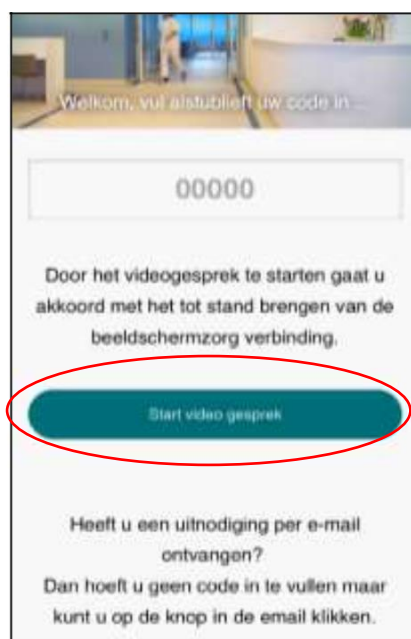 Welkom, vul alstublieft uw code in ...
00000
Door het videogesprek te starten gaat u
akkoord met het tot stand brengen van de
beeldschermzorg verbinding.
Start video gesprek
Heeft u een uitnodiging per e-mail
ontvangen?
Dan hoeft u geen code in te vullen maar
kunt u op de knop in de email klikken.